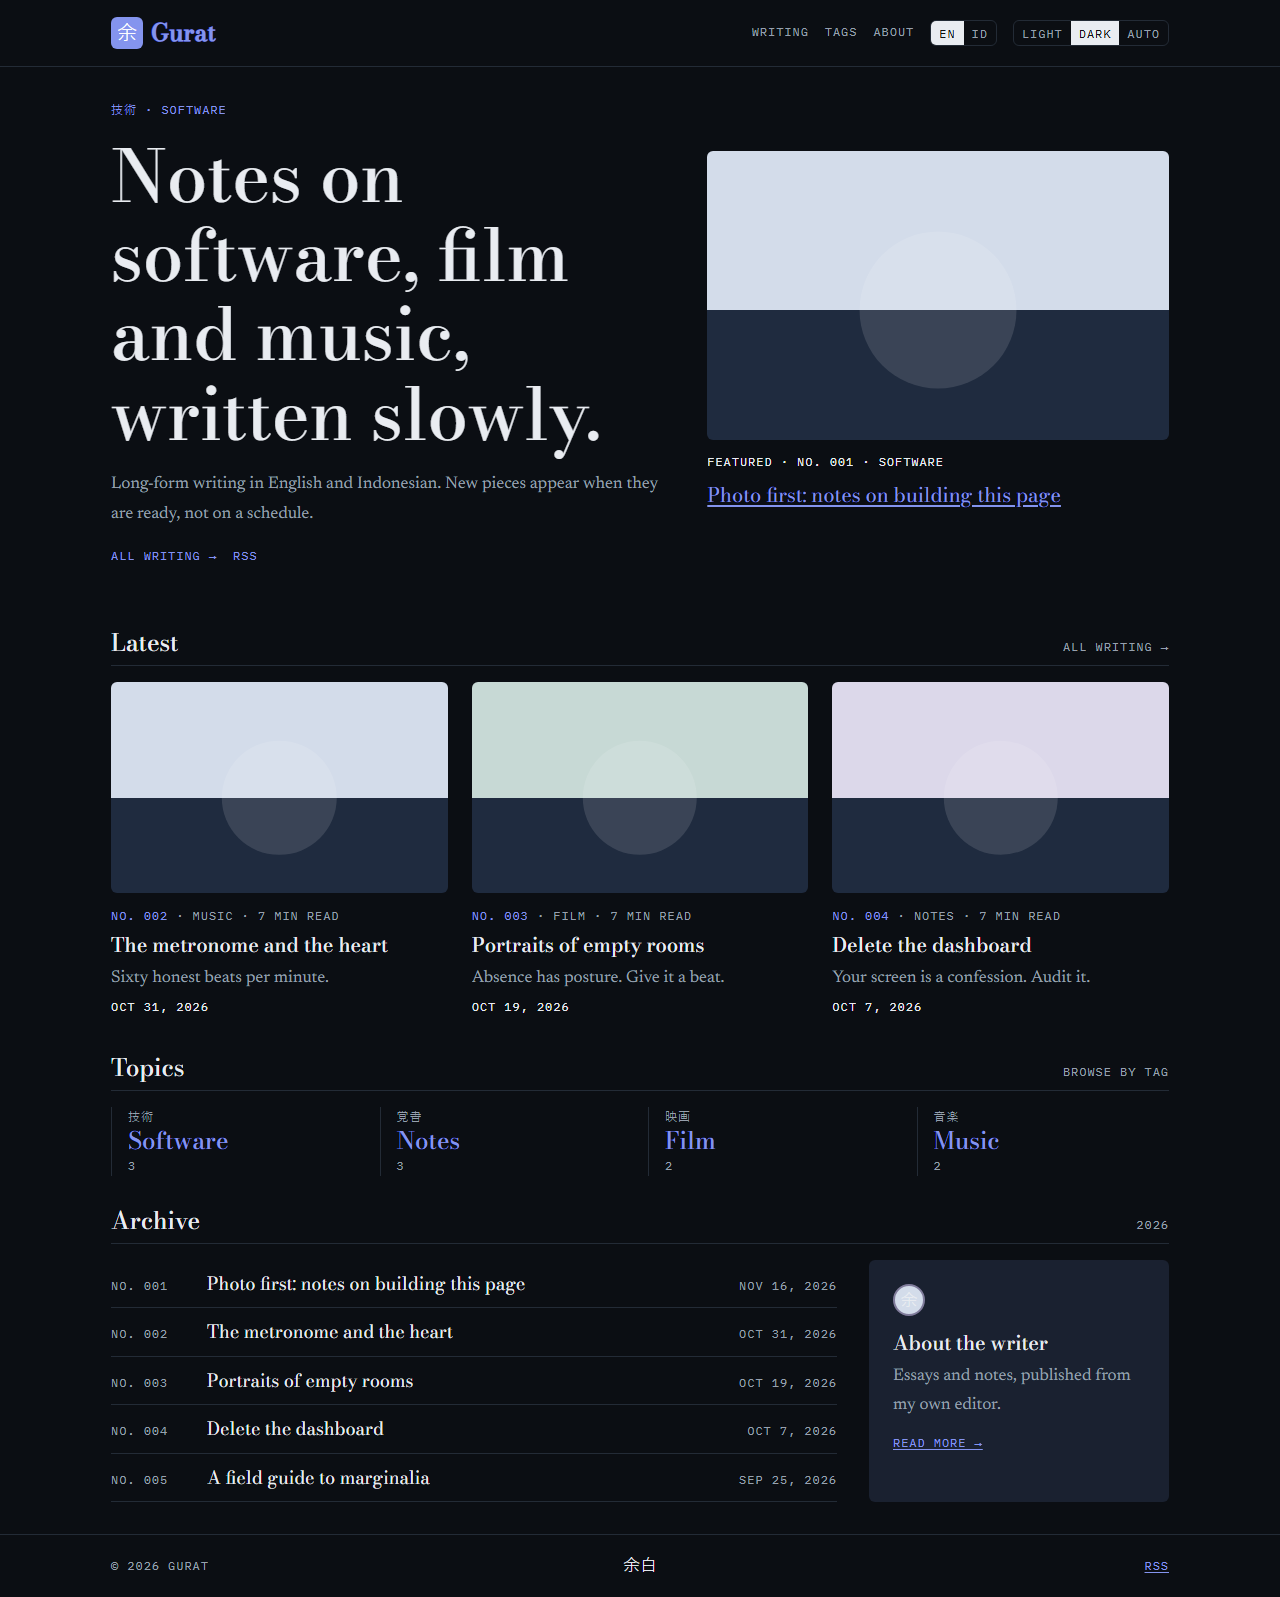 余 Gurat
WRITING TAGS ABOUT EN ID LIGHT DARK AUTO
技術 · SOFTWARE
Notes on
software, film
and music,
written slowly.
Long-form writing in English and Indonesian. New pieces appear when they
are ready, not on a schedule.
ALL WRITING → RSS
FEATURED · NO. 001 · SOFTWARE
Photo first: notes on building this page
Latest
ALL WRITING →
NO. 002 · MUSIC · 7 MIN READ
The metronome and the heart
Sixty honest beats per minute.
OCT 31, 2026
NO. 003 · FILM · 7 MIN READ
Portraits of empty rooms
Absence has posture. Give it a beat.
OCT 19, 2026
NO. 004 · NOTES · 7 MIN READ
Delete the dashboard
Your screen is a confession. Audit it.
OCT 7, 2026
Topics
BROWSE BY TAG
技術
Software
3
覚書
Notes
3
映画
Film
2
音楽
Music
2
Archive
2026
NO. 001 Photo first: notes on building this page NOV 16, 2026
NO. 002 The metronome and the heart OCT 31, 2026
NO. 003 Portraits of empty rooms OCT 19, 2026
NO. 004 Delete the dashboard OCT 7, 2026
NO. 005 A field guide to marginalia SEP 25, 2026
余
About the writer
Essays and notes, published from
my own editor.
READ MORE →
© 2026 GURAT
余白
RSS